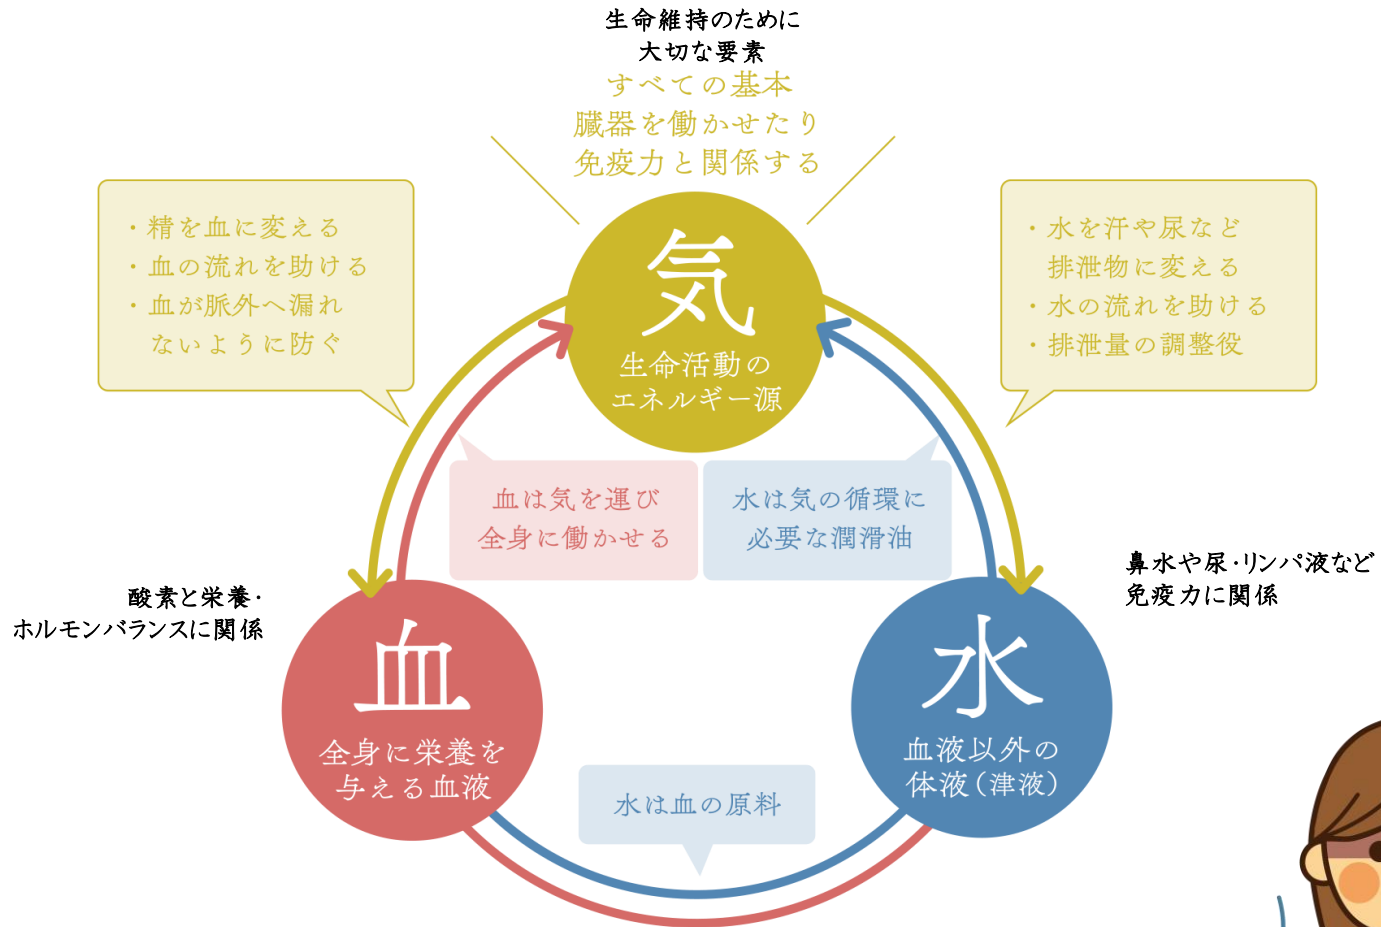 生命維持のために
大切な要素
すべての基本
臓器を働かせたり
免疫力と関係する
・精を血に変える
・血の流れを助ける
・血が脈外へ漏れ
ないように防ぐ
気
生命活動の
エネルギー源
・水を汗や尿など
排泄物に変える
・水の流れを助ける
・排泄量の調整役
血は気を運び
全身に働かせる
水は気の循環に
必要な潤滑油
酸素と栄養・
ホルモンバランスに関係
鼻水や尿・リンパ液など
免疫力に関係
血
全身に栄養を
与える血液
水
血液以外の
体液(津液)
水は血の原料